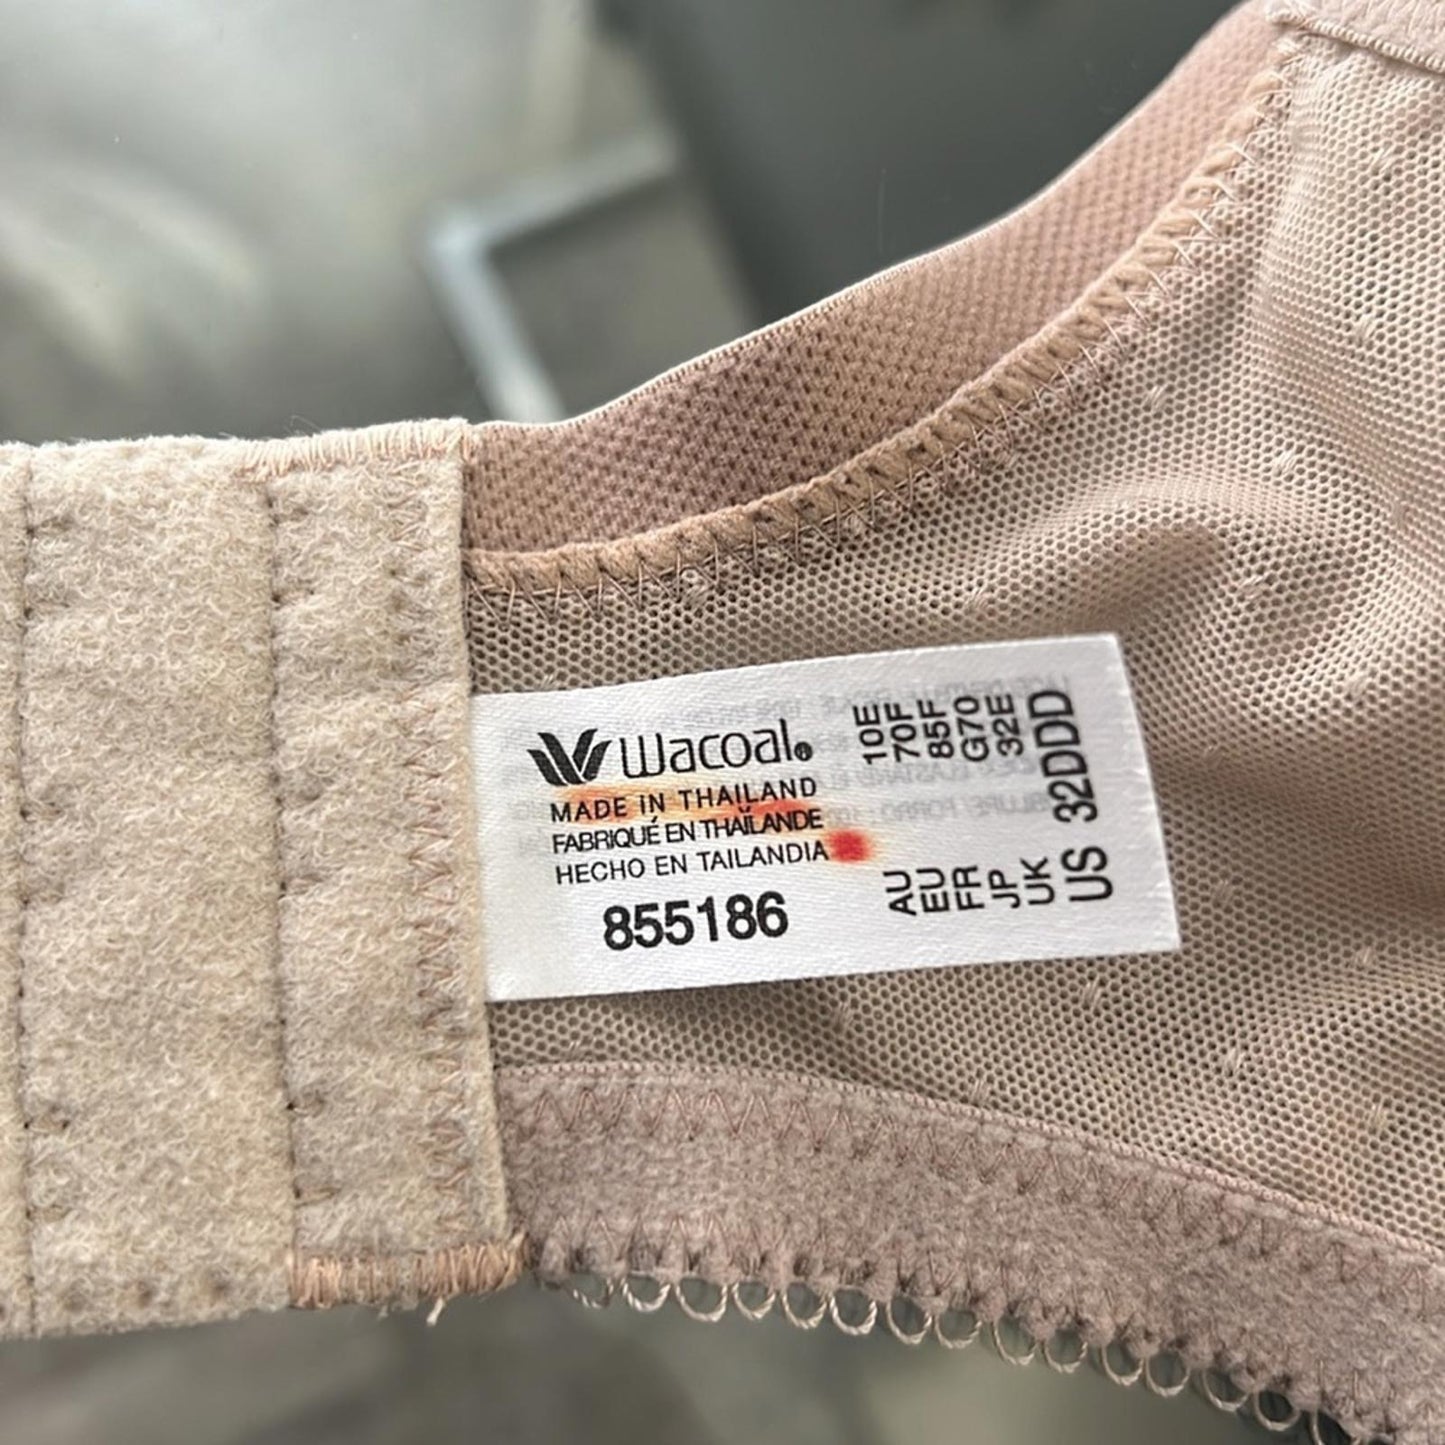 Wacoal®
MADE IN THAILAND
FABRIQUÉ EN THAÏLANDE
HECHO EN TAILANDIA
855186
AU 10E
EU 70F
FR 85F
JP G70
UK 32E
US 32DDD